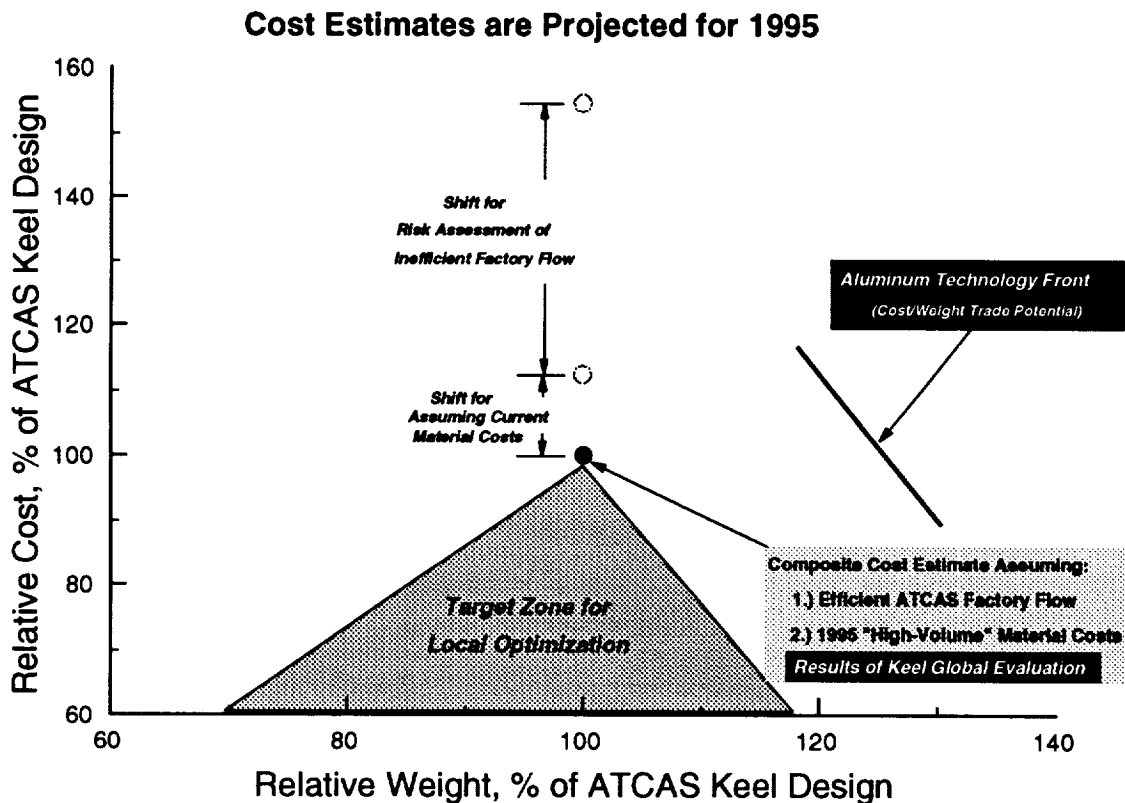 Cost Estimates are Projected for 1995
Relative Cost, % of ATCAS Keel Design
160
140
120
100
80
60
Shift for
Risk Assessment of
Inefficient Factory Flow
Shift for
Assuming Current
Material Costs
Aluminum Technology Front
(Cost/Weight Trade Potential)
Target Zone for
Local Optimization
Composite Cost Estimate Assuming:
1.) Efficient ATCAS Factory Flow
2.) 1995 "High-Volume" Material Costs
Results of Keel Global Evaluation
60
80
100
120
140
Relative Weight, % of ATCAS Keel Design